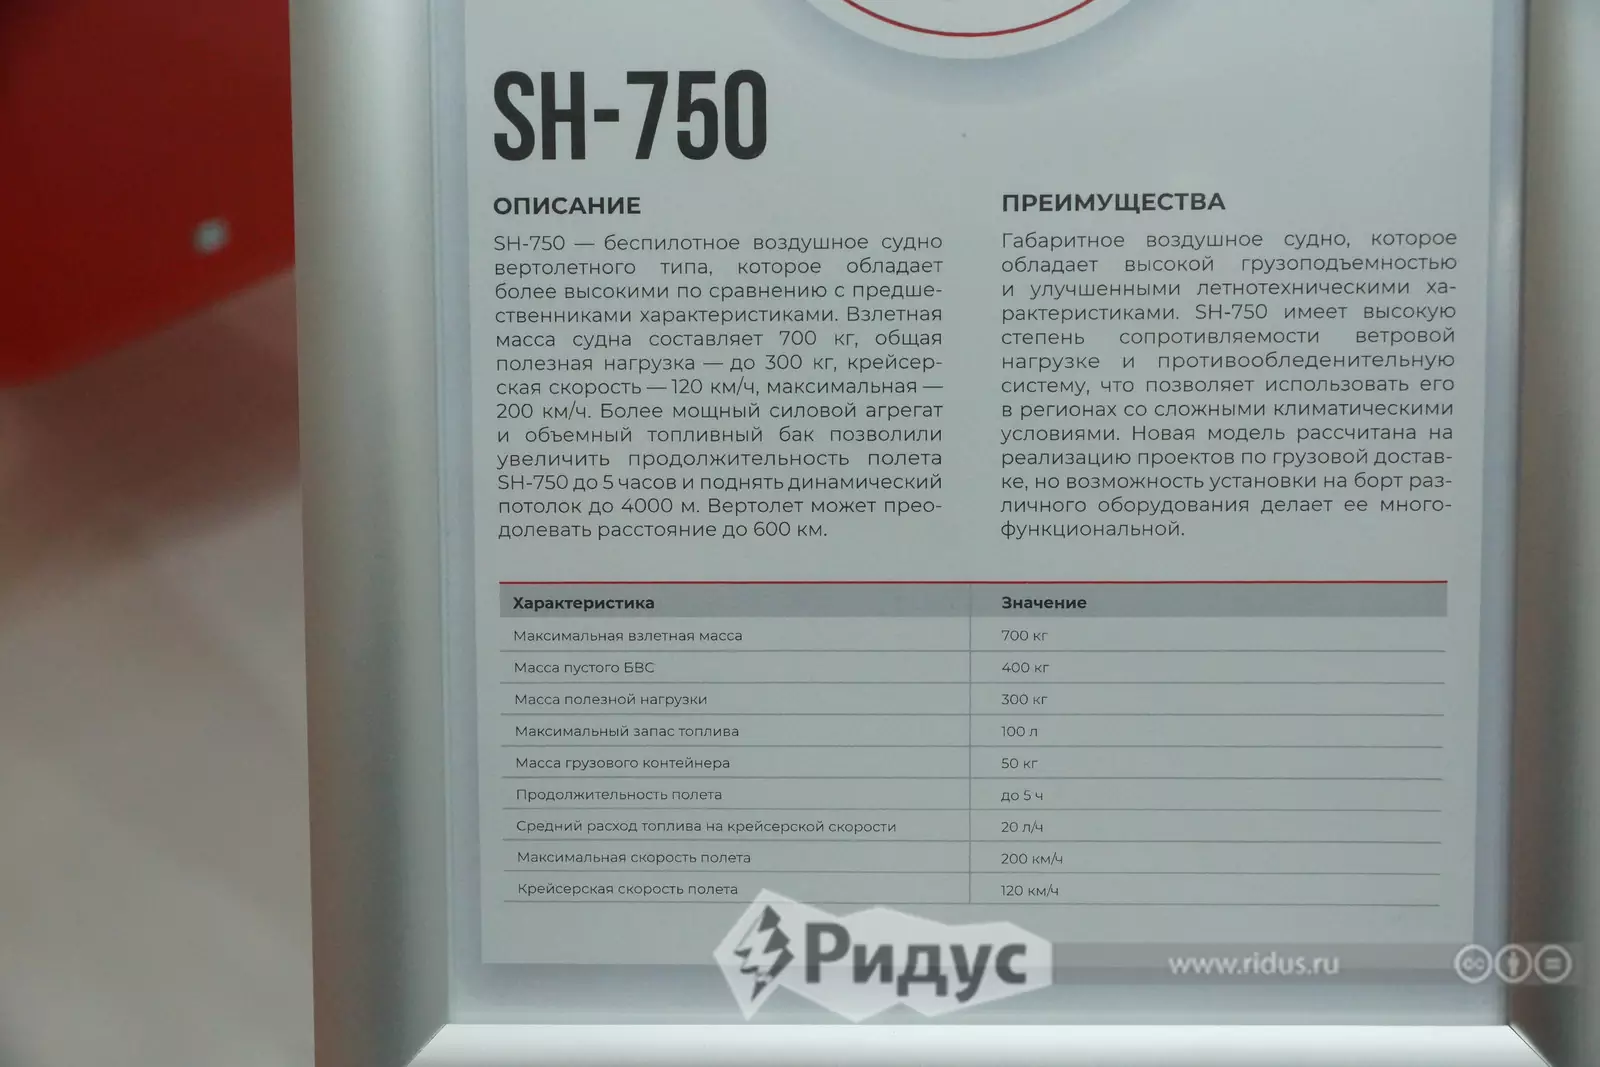 SH-750
ОПИСАНИЕ
SH-750 — беспилотное воздушное судно
вертолетного типа, которое обладает
более высокими по сравнению с предше-
ственниками характеристиками. Взлетная
масса судна составляет 700 кг, общая
полезная нагрузка — до 300 кг, крейсер-
ская скорость — 120 км/ч, максимальная —
200 км/ч. Более мощный силовой агрегат
и объемный топливный бак позволили
увеличить продолжительность полета
SH-750 до 5 часов и поднять динамический
потолок до 4000 м. Вертолет может прео-
долевать расстояние до 600 км.
ПРЕИМУЩЕСТВА
Габаритное воздушное судно, которое
обладает высокой грузоподъемностью
и улучшенными летнотехническими ха-
рактеристиками. SH-750 имеет высокую
степень сопротивляемости ветровой
нагрузке и противообледенительную
систему, что позволяет использовать его
в регионах со сложными климатическими
условиями. Новая модель рассчитана на
реализацию проектов по грузовой достав-
ке, но возможность установки на борт раз-
личного оборудования делает ее много-
функциональной.
Характеристика Значение
Максимальная взлетная масса 700 кг
Масса пустого БВС 400 кг
Масса полезной нагрузки 300 кг
Максимальный запас топлива 100 л
Масса грузового контейнера 50 кг
Продолжительность полета до 5 ч
Средний расход топлива на крейсерской скорости 20 л/ч
Максимальная скорость полета 200 км/ч
Крейсерская скорость полета 120 км/ч
Ридус www.ridus.ru cc